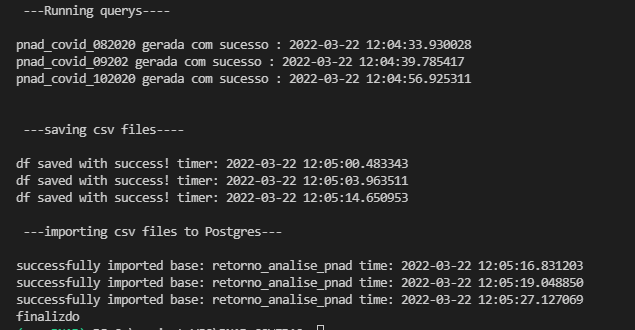 ---Running querys----
pnad_covid_082020 gerada com sucesso : 2022-03-22 12:04:33.930028
pnad_covid_09202 gerada com sucesso : 2022-03-22 12:04:39.785417
pnad_covid_102020 gerada com sucesso : 2022-03-22 12:04:56.925311
---saving csv files----
df saved with success! timer: 2022-03-22 12:05:00.483343
df saved with success! timer: 2022-03-22 12:05:03.963511
df saved with success! timer: 2022-03-22 12:05:14.650953
---importing csv files to Postgres---
successfully imported base: retorno_analise_pnad time: 2022-03-22 12:05:16.831203
successfully imported base: retorno_analise_pnad time: 2022-03-22 12:05:19.048850
successfully imported base: retorno_analise_pnad time: 2022-03-22 12:05:27.127069
finalizdo